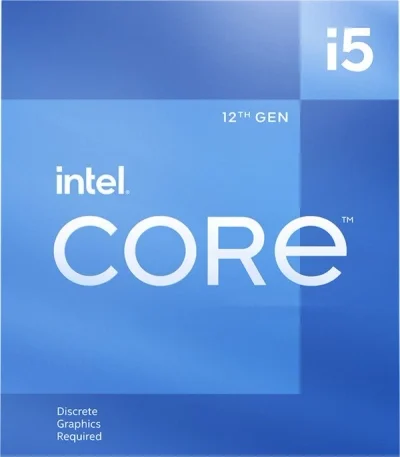 i5
12TH GEN
intel.
CORE™
Discrete
Graphics
Required